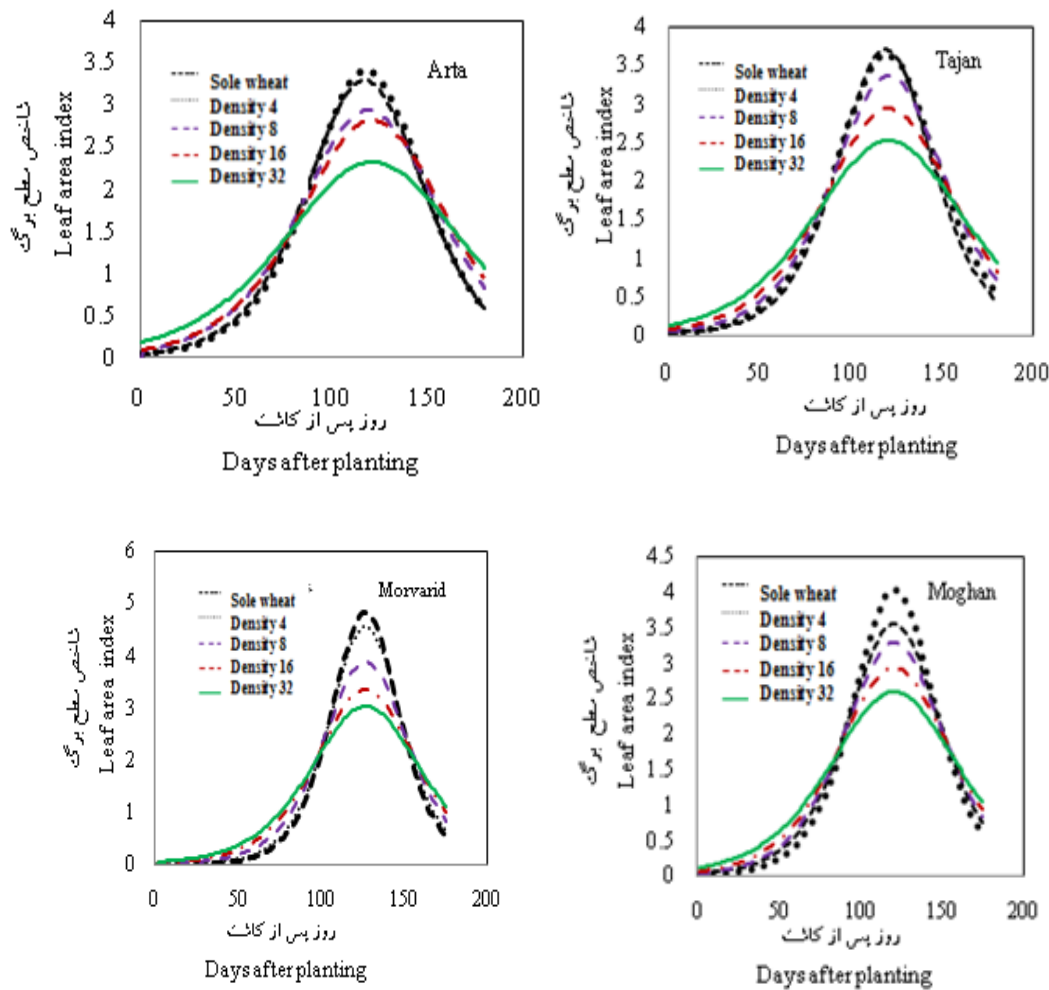 Arta
Sole wheat
Density 4
Density 8
Density 16
Density 32
شاخص سطح برگ
Leaf area index
4
3.5
3
2.5
2
1.5
1
0.5
0
0 50 100 150 200
روز پس از کاشت
Days after planting
Tajan
Sole wheat
Density 4
Density 8
Density 16
Density 32
شاخص سطح برگ
Leaf area index
4
3.5
3
2.5
2
1.5
1
0.5
0
0 50 100 150 200
روز پس از کاشت
Days after planting
Morvarid
Sole wheat
Density 4
Density 8
Density 16
Density 32
شاخص سطح برگ
Leaf area index
6
5
4
3
2
1
0
0 50 100 150 200
روز پس از کاشت
Days after planting
Moghan
Sole wheat
Density 4
Density 8
Density 16
Density 32
شاخص سطح برگ
Leaf area index
4.5
4
3.5
3
2.5
2
1.5
1
0.5
0
0 50 100 150 200
روز پس از کاشت
Days after planting